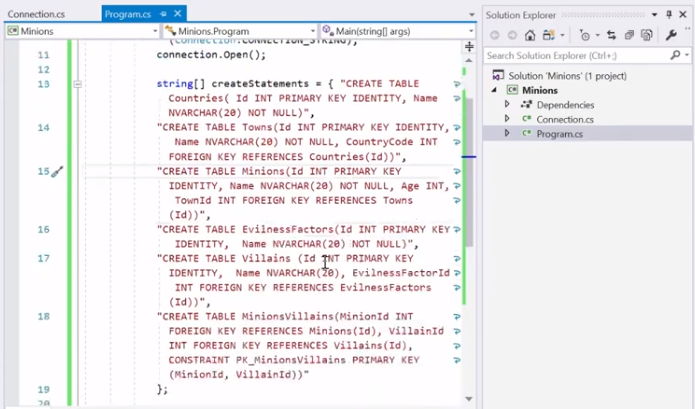 Connection.cs
Program.cs
Minions
Minions.Program
Main(string[] args)
(Connection.CONNECTION_STRING);
11 connection.Open();
12
13 string[] createStatements = { "CREATE TABLE
Countries( Id INT PRIMARY KEY IDENTITY, Name
NVARCHAR(20) NOT NULL)",
14 "CREATE TABLE Towns(Id INT PRIMARY KEY IDENTITY,
Name NVARCHAR(20) NOT NULL, CountryCode INT
FOREIGN KEY REFERENCES Countries(Id))",
15 "CREATE TABLE Minions(Id INT PRIMARY KEY
IDENTITY, Name NVARCHAR(20) NOT NULL, Age INT,
TownId INT FOREIGN KEY REFERENCES Towns
(Id))",
16 "CREATE TABLE EvilnessFactors(Id INT PRIMARY KEY
IDENTITY, Name NVARCHAR(20) NOT NULL)",
17 "CREATE TABLE Villains (Id INT PRIMARY KEY
IDENTITY, Name NVARCHAR(20), EvilnessFactorId
INT FOREIGN KEY REFERENCES EvilnessFactors
(Id))",
18 "CREATE TABLE MinionsVillains(MinionId INT
FOREIGN KEY REFERENCES Minions(Id), VillainId
INT FOREIGN KEY REFERENCES Villains(Id),
CONSTRAINT PK_MinionsVillains PRIMARY KEY
(MinionId, VillainId))"
19 };
20
Solution Explorer
Search Solution Explorer (Ctrl+;)
Solution 'Minions' (1 project)
Minions
Dependencies
Connection.cs
Program.cs